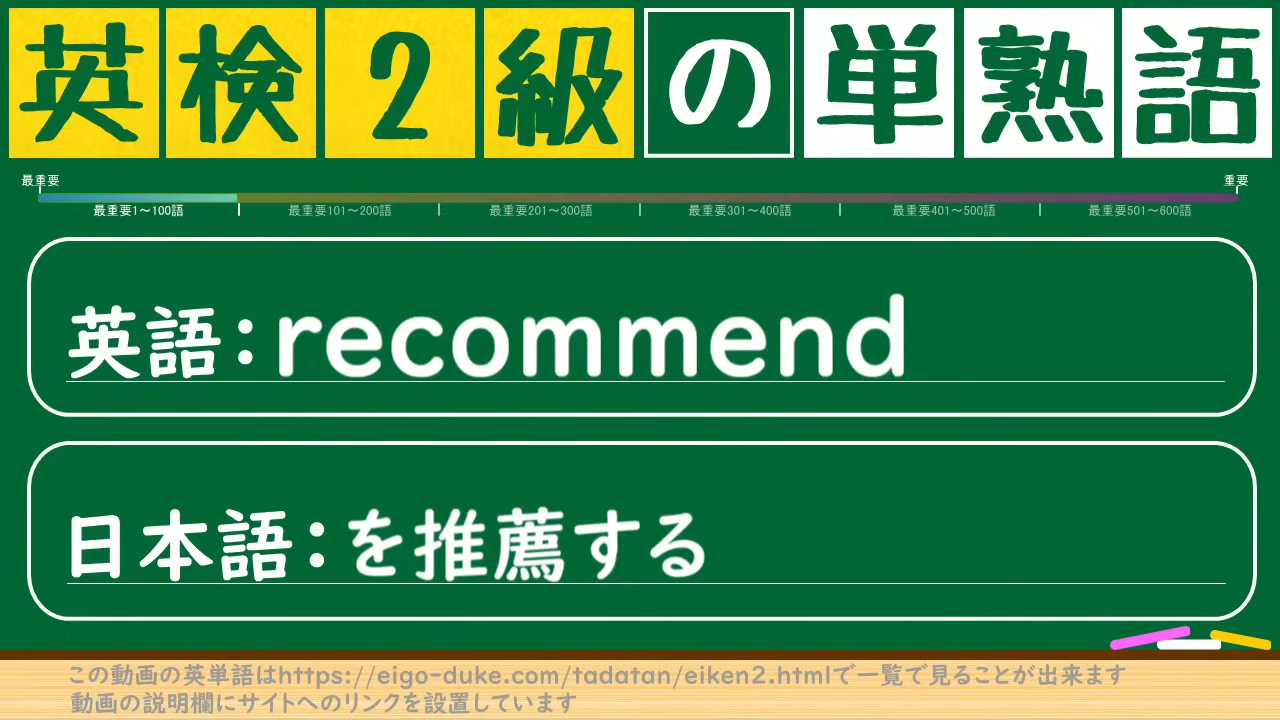 英検2級の単熟語
最重要 重要
最重要1〜100語 最重要101〜200語 最重要201〜300語 最重要301〜400語 最重要401〜500語 最重要501〜600語
英語：recommend
日本語：を推薦する
この動画の英単語はhttps://eigo-duke.com/tadatan/eiken2.htmlで一覧で見ることが出来ます
動画の説明欄にサイトへのリンクを設置しています